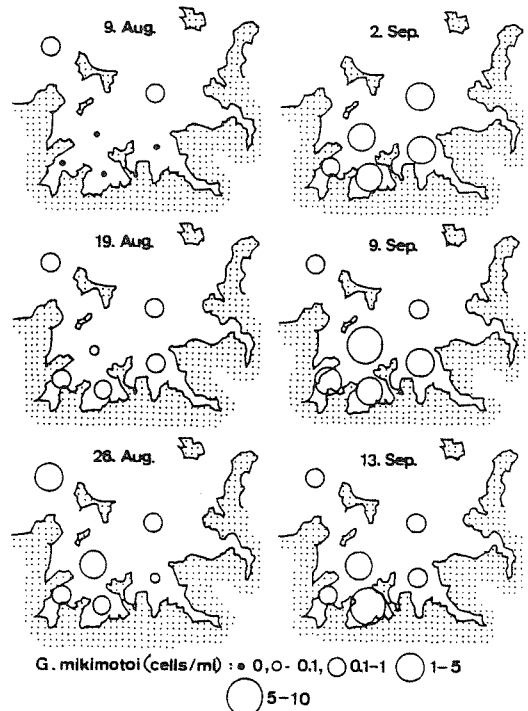 9. Aug.
2. Sep.
19. Aug.
9. Sep.
26. Aug.
13. Sep.
G. mikimotoi (cells/ml) : • 0, ○- 0.1, ○ 0.1-1 ○ 1-5
○ 5-10